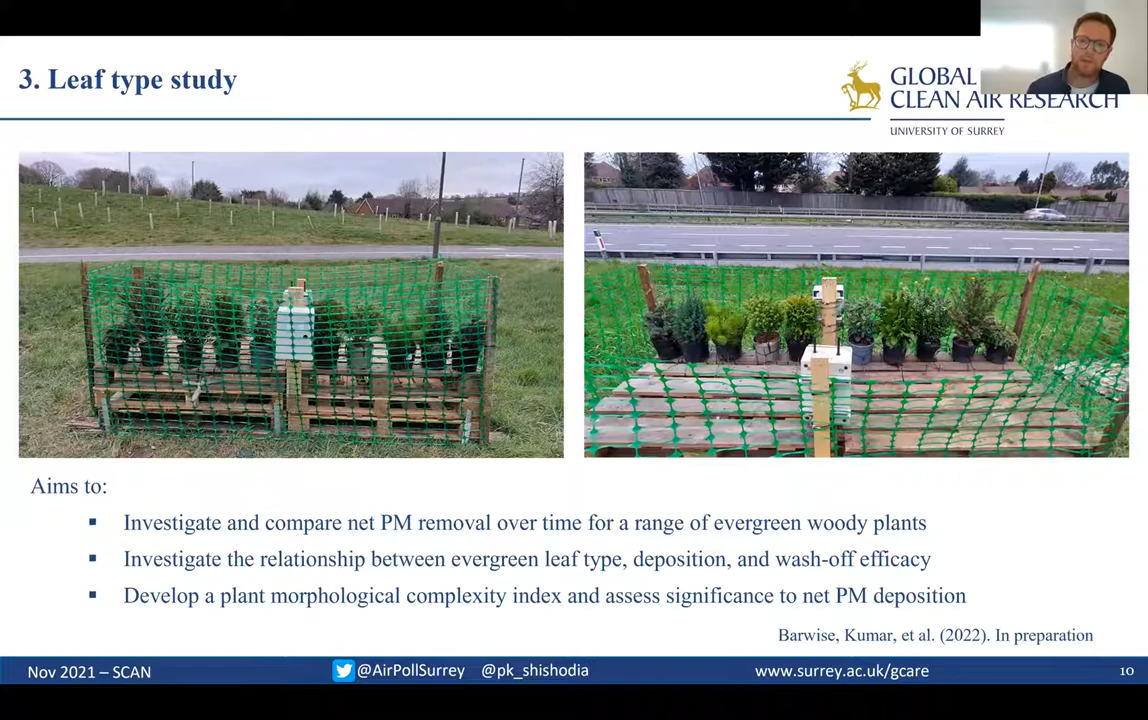 3. Leaf type study
GLOBAL
CLEAN AIR RESEARCH
UNIVERSITY OF SURREY
Aims to:
▪ Investigate and compare net PM removal over time for a range of evergreen woody plants
▪ Investigate the relationship between evergreen leaf type, deposition, and wash-off efficacy
▪ Develop a plant morphological complexity index and assess significance to net PM deposition
Barwise, Kumar, et al. (2022). In preparation
Nov 2021 – SCAN
@AirPollSurrey @pk_shishodia
www.surrey.ac.uk/gcare
10